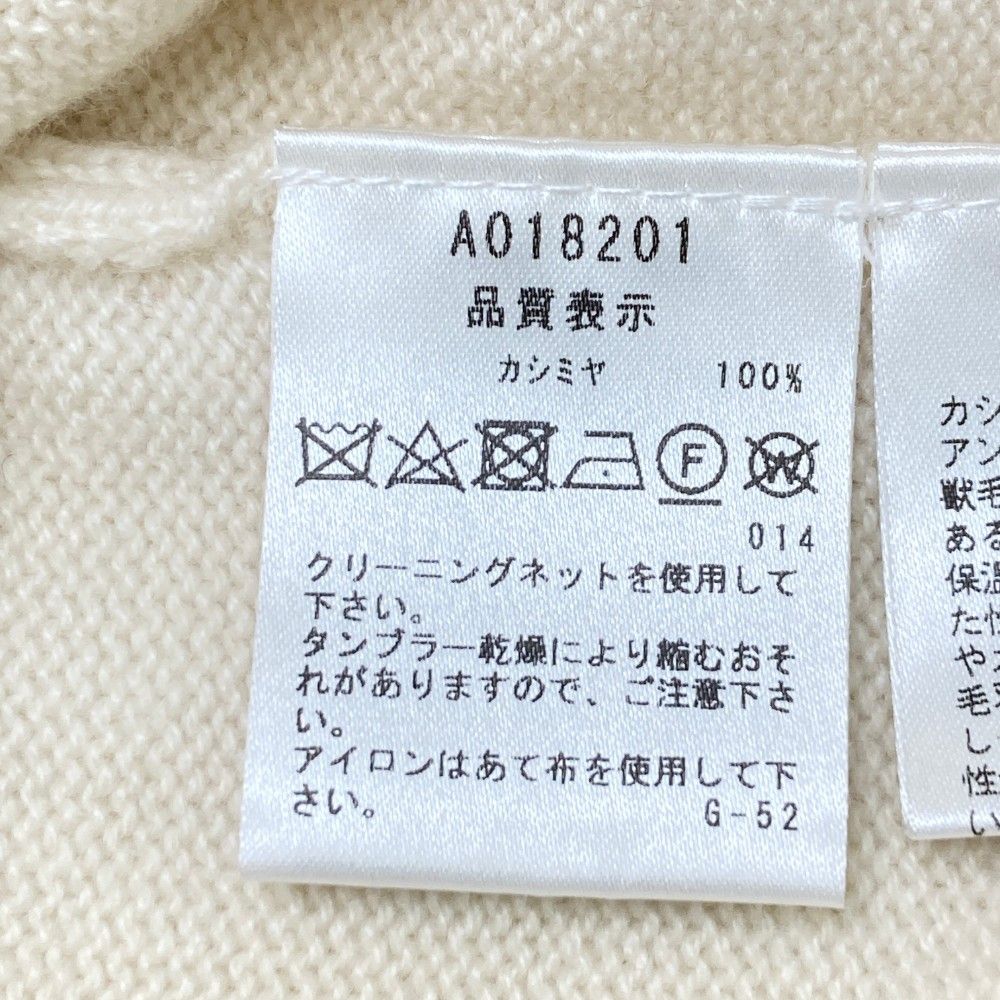 A018201
品質表示
カシミヤ 100%
F
W
014
クリーニングネットを使用して
下さい。
タンブラー乾燥により縮むおそ
れがありますので、ご注意下さ
い。
アイロンはあて布を使用して下
さい。
G-52
カシ
アン
獣毛
ある
保温
た性
や
毛
し
性
い